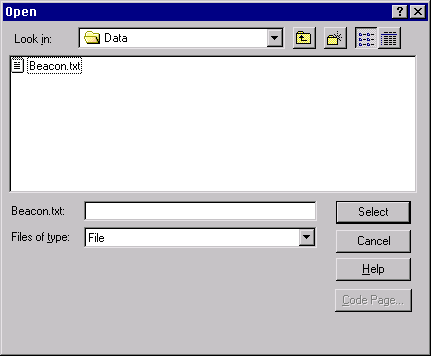 Open
Look in: Data
Beacon.txt
Beacon.txt:
Select
Files of type: File
Cancel
Help
Code Page...